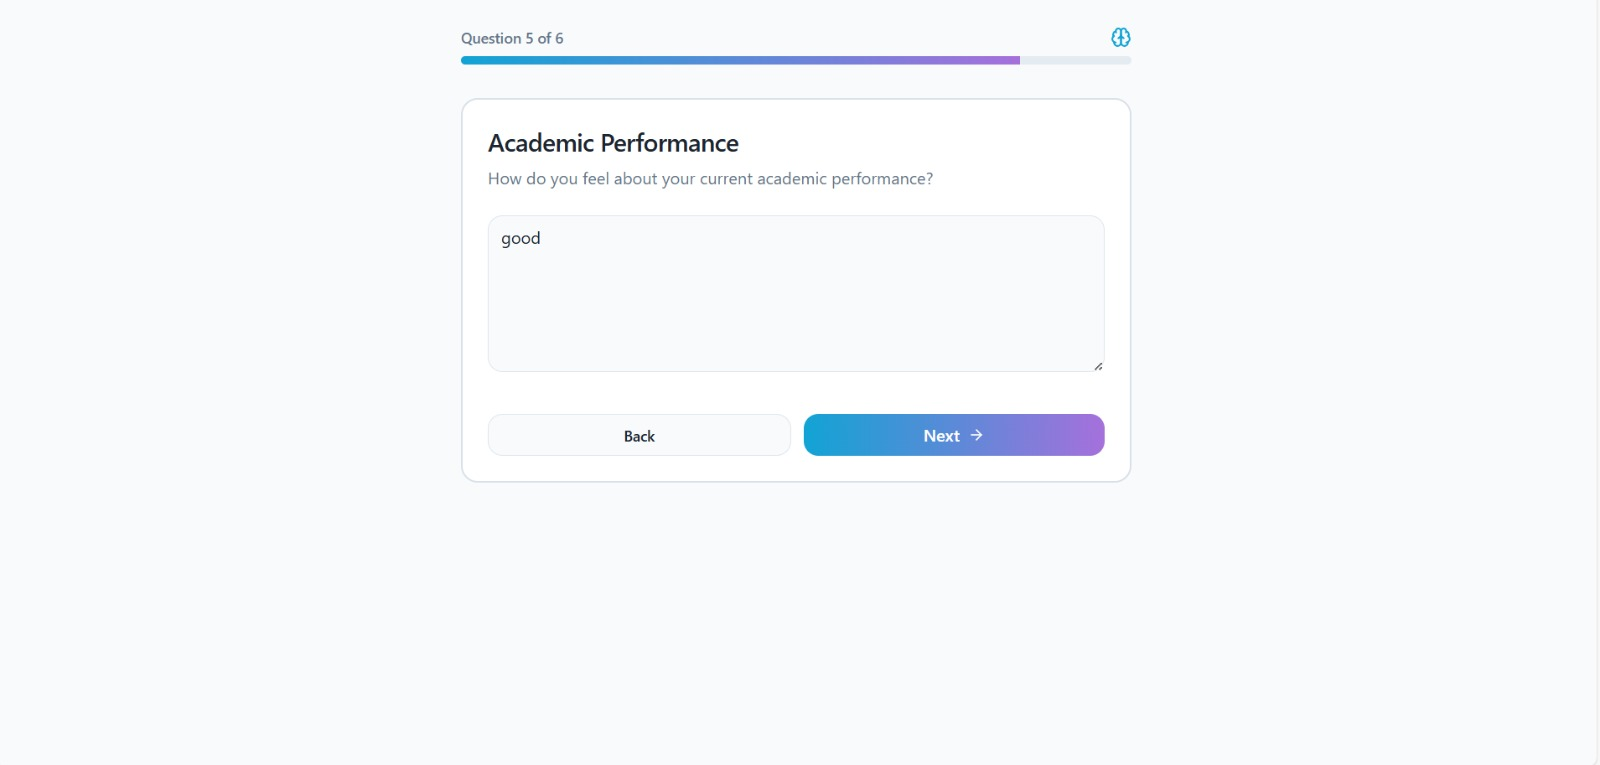 Question 5 of 6
Academic Performance
How do you feel about your current academic performance?
good
Back
Next →